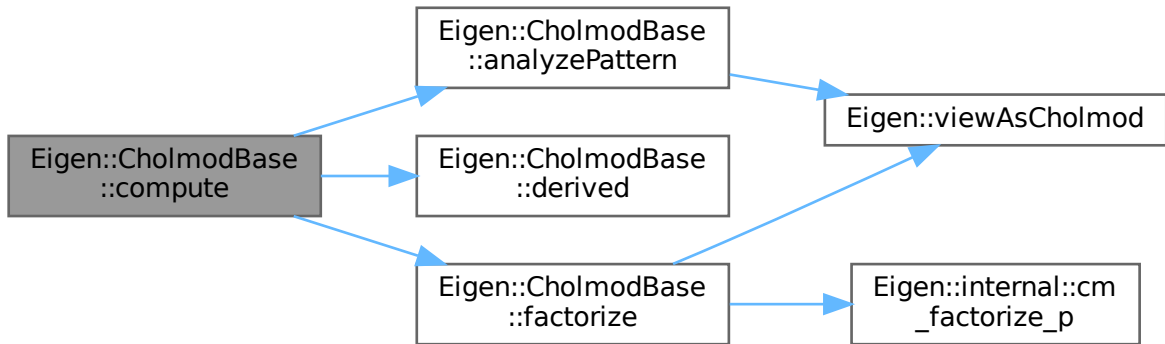 Eigen::CholmodBase
::compute
Eigen::CholmodBase
::analyzePattern
Eigen::CholmodBase
::derived
Eigen::CholmodBase
::factorize
Eigen::viewAsCholmod
Eigen::internal::cm
_factorize_p